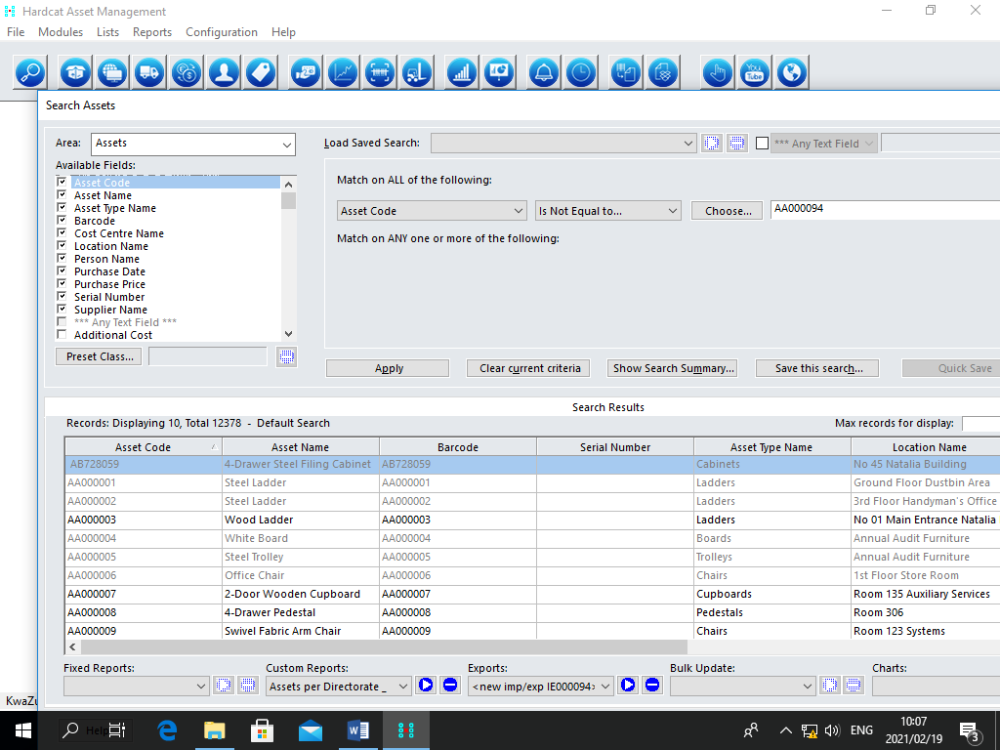 Hardcat Asset Management
File Modules Lists Reports Configuration Help
You Tube
Search Assets
Area: Assets Load Saved Search: *** Any Text Field
Available Fields:
Asset Code
Asset Name
Asset Type Name
Barcode
Cost Centre Name
Location Name
Person Name
Purchase Date
Purchase Price
Serial Number
Supplier Name
*** Any Text Field ***
Additional Cost
Preset Class...
Match on ALL of the following:
Asset Code Is Not Equal to... Choose... AA000094
Match on ANY one or more of the following:
Apply Clear current criteria Show Search Summary... Save this search... Quick Save
Search Results
Records: Displaying 10, Total 12378 - Default Search Max records for display:
Asset Code Asset Name Barcode Serial Number Asset Type Name Location Name
AB728059 4-Drawer Steel Filing Cabinet AB728059 Cabinets No 45 Natalia Building
AA000001 Steel Ladder AA000001 Ladders Ground Floor Dustbin Area
AA000002 Steel Ladder AA000002 Ladders 3rd Floor Handyman's Office
AA000003 Wood Ladder AA000003 Ladders No 01 Main Entrance Natalia
AA000004 White Board AA000004 Boards Annual Audit Furniture
AA000005 Steel Trolley AA000005 Trolleys Annual Audit Furniture
AA000006 Office Chair AA000006 Chairs 1st Floor Store Room
AA000007 2-Door Wooden Cupboard AA000007 Cupboards Room 135 Auxiliary Services
AA000008 4-Drawer Pedestal AA000008 Pedestals Room 306
AA000009 Swivel Fabric Arm Chair AA000009 Chairs Room 123 Systems
Fixed Reports: Custom Reports: Exports: Bulk Update: Charts:
Assets per Directorate _ <new imp/exp IE000094>
KwaZu
Help ENG 10:07
2021/02/19 3